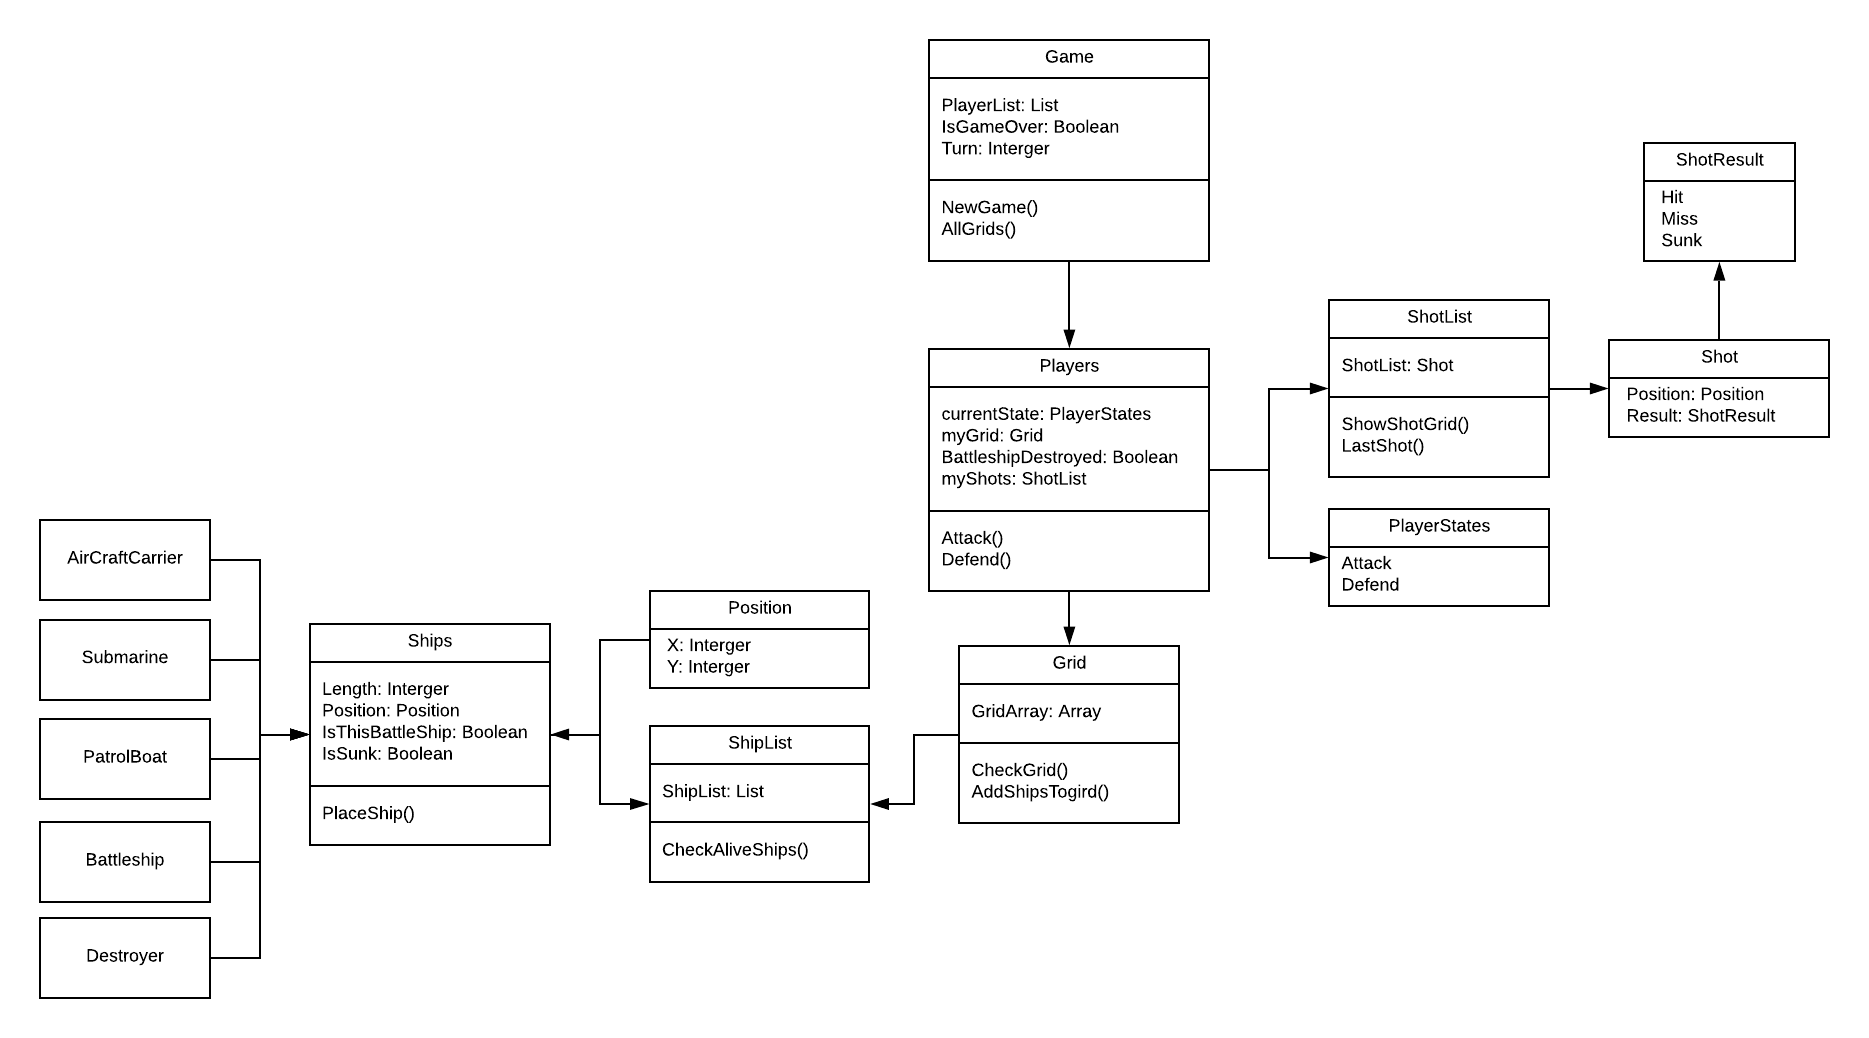 Game
PlayerList: List
IsGameOver: Boolean
Turn: Interger
NewGame()
AllGrids()
ShotResult
Hit
Miss
Sunk
ShotList
ShotList: Shot
ShowShotGrid()
LastShot()
Shot
Position: Position
Result: ShotResult
Players
currentState: PlayerStates
myGrid: Grid
BattleshipDestroyed: Boolean
myShots: ShotList
Attack()
Defend()
PlayerStates
Attack
Defend
AirCraftCarrier
Submarine
PatrolBoat
Battleship
Destroyer
Ships
Length: Interger
Position: Position
IsThisBattleShip: Boolean
IsSunk: Boolean
PlaceShip()
Position
X: Interger
Y: Interger
ShipList
ShipList: List
CheckAliveShips()
Grid
GridArray: Array
CheckGrid()
AddShipsTogird()